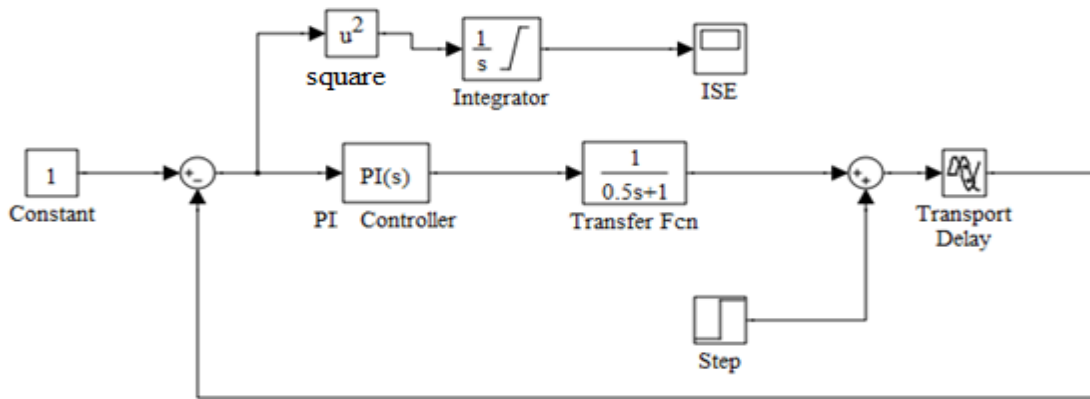 u²
square
1
s
Integrator
ISE
1
Constant
+
−
PI(s)
PI Controller
1
0.5s+1
Transfer Fcn
+
+
Transport
Delay
Step